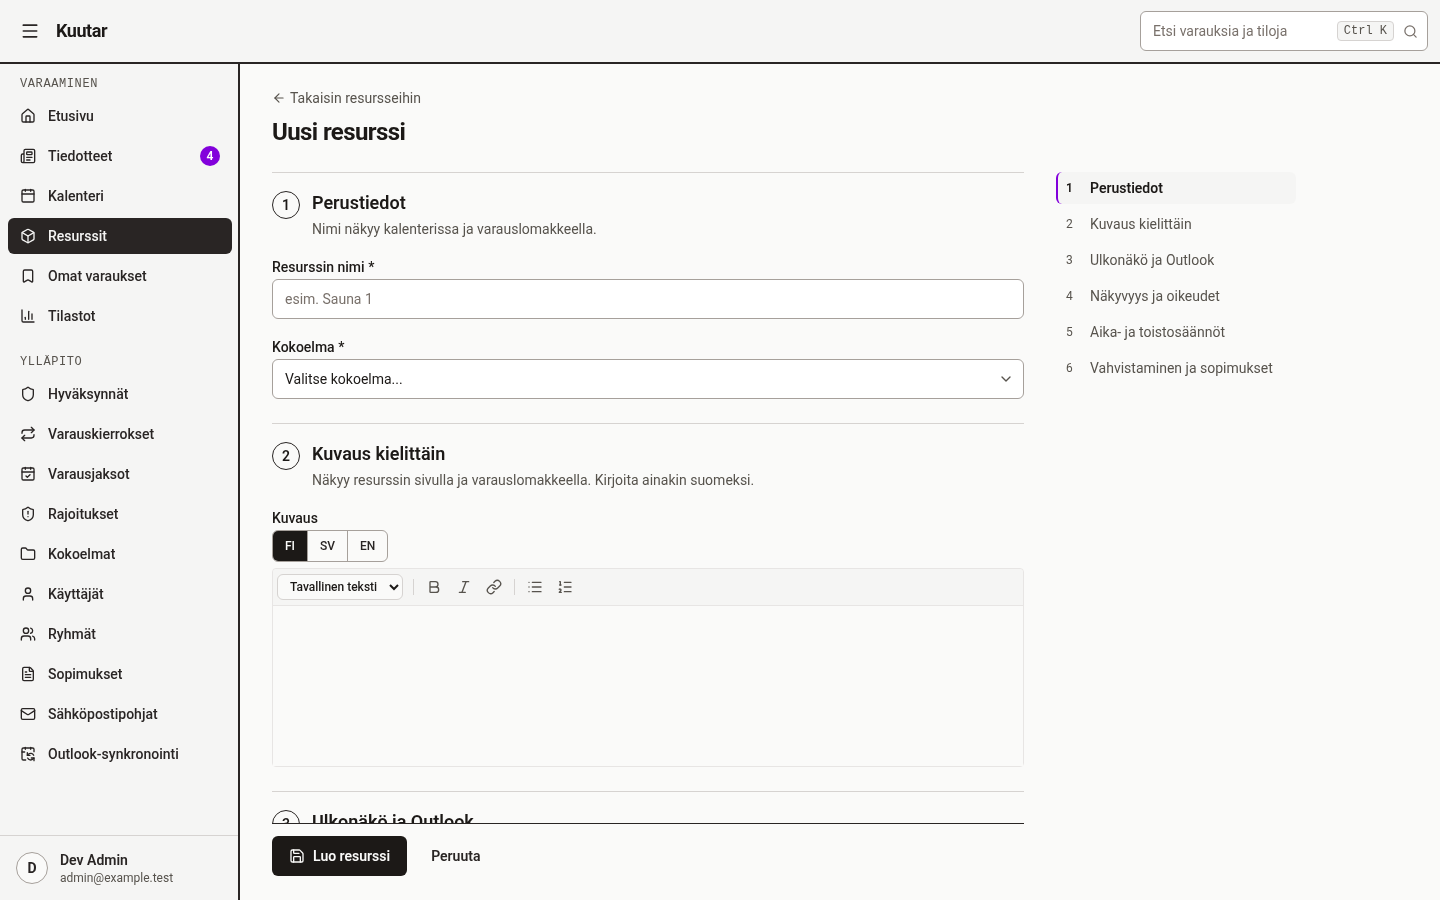 Kuutar
Etsi varauksia ja tiloja
Ctrl K
VARAAMINEN
Etusivu
Tiedotteet
4
Kalenteri
Resurssit
Omat varaukset
Tilastot
YLLÄPITO
Hyväksynnät
Varauskierrokset
Varausjaksot
Rajoitukset
Kokoelmat
Käyttäjät
Ryhmät
Sopimukset
Sähköpostipohjat
Outlook-synkronointi
D
Dev Admin
admin@example.test
Takaisin resursseihin
Uusi resurssi
1 Perustiedot
Nimi näkyy kalenterissa ja varauslomakkeella.
Resurssin nimi *
esim. Sauna 1
Kokoelma *
Valitse kokoelma...
2 Kuvaus kielittäin
Näkyy resurssin sivulla ja varauslomakkeella. Kirjoita ainakin suomeksi.
Kuvaus
FI SV EN
Tavallinen teksti
3 Ulkonäkö ja Outlook
Luo resurssi
Peruuta
1 Perustiedot
2 Kuvaus kielittäin
3 Ulkonäkö ja Outlook
4 Näkyvyys ja oikeudet
5 Aika- ja toistosäännöt
6 Vahvistaminen ja sopimukset